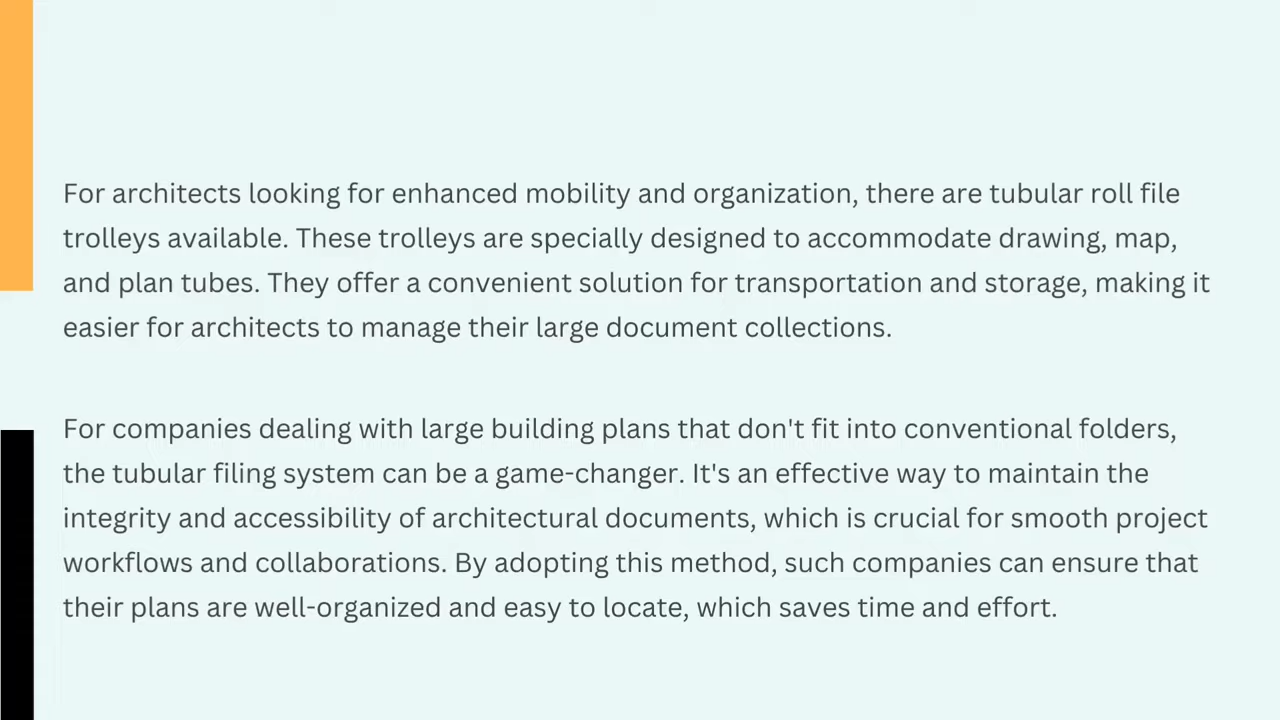 For architects looking for enhanced mobility and organization, there are tubular roll file
trolleys available. These trolleys are specially designed to accommodate drawing, map,
and plan tubes. They offer a convenient solution for transportation and storage, making it
easier for architects to manage their large document collections.
For companies dealing with large building plans that don't fit into conventional folders,
the tubular filing system can be a game-changer. It's an effective way to maintain the
integrity and accessibility of architectural documents, which is crucial for smooth project
workflows and collaborations. By adopting this method, such companies can ensure that
their plans are well-organized and easy to locate, which saves time and effort.